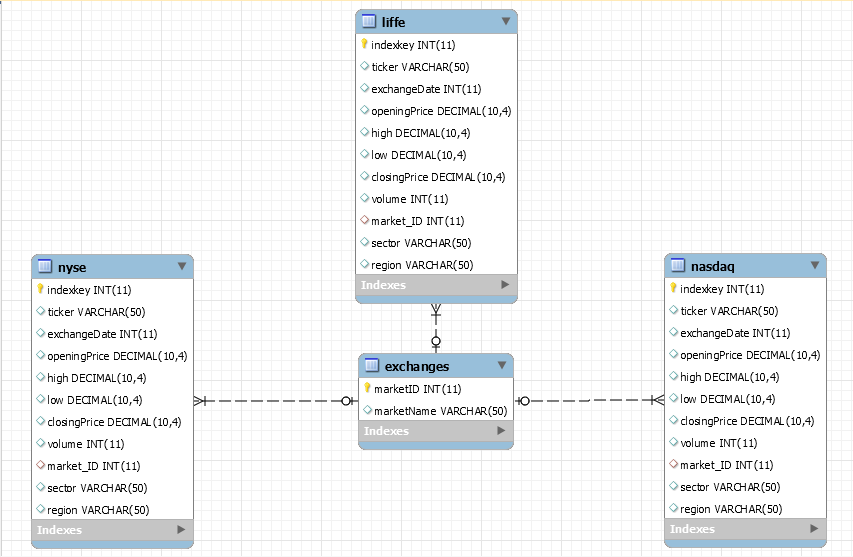 liffe
indexkey INT(11)
ticker VARCHAR(50)
exchangeDate INT(11)
openingPrice DECIMAL(10,4)
high DECIMAL(10,4)
low DECIMAL(10,4)
closingPrice DECIMAL(10,4)
volume INT(11)
market_ID INT(11)
sector VARCHAR(50)
region VARCHAR(50)
Indexes
nyse
indexkey INT(11)
ticker VARCHAR(50)
exchangeDate INT(11)
openingPrice DECIMAL(10,4)
high DECIMAL(10,4)
low DECIMAL(10,4)
closingPrice DECIMAL(10,4)
volume INT(11)
market_ID INT(11)
sector VARCHAR(50)
region VARCHAR(50)
Indexes
exchanges
marketID INT(11)
marketName VARCHAR(50)
Indexes
nasdaq
indexkey INT(11)
ticker VARCHAR(50)
exchangeDate INT(11)
openingPrice DECIMAL(10,4)
high DECIMAL(10,4)
low DECIMAL(10,4)
closingPrice DECIMAL(10,4)
volume INT(11)
market_ID INT(11)
sector VARCHAR(50)
region VARCHAR(50)
Indexes